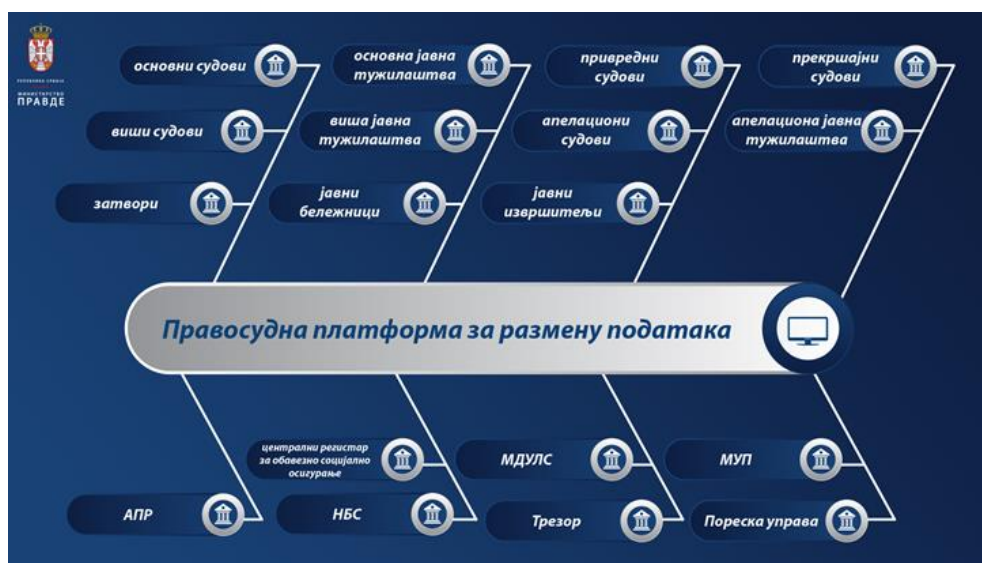 РЕПУБЛИКА СРБИЈА
МИНИСТАРСТВО
ПРАВДЕ
основни судови
основна јавна
тужилаштва
привредни
судови
прекршајни
судови
виши судови
виша јавна
тужилаштва
апелациони
судови
апелациона јавна
тужилаштва
затвори
јавни
бележници
јавни
извршитељи
Правосудна платформа за размену података
централни регистар
за обавезно социјално
осигурање
МДУЛС
МУП
АПР
НБС
Трезор
Пореска управа